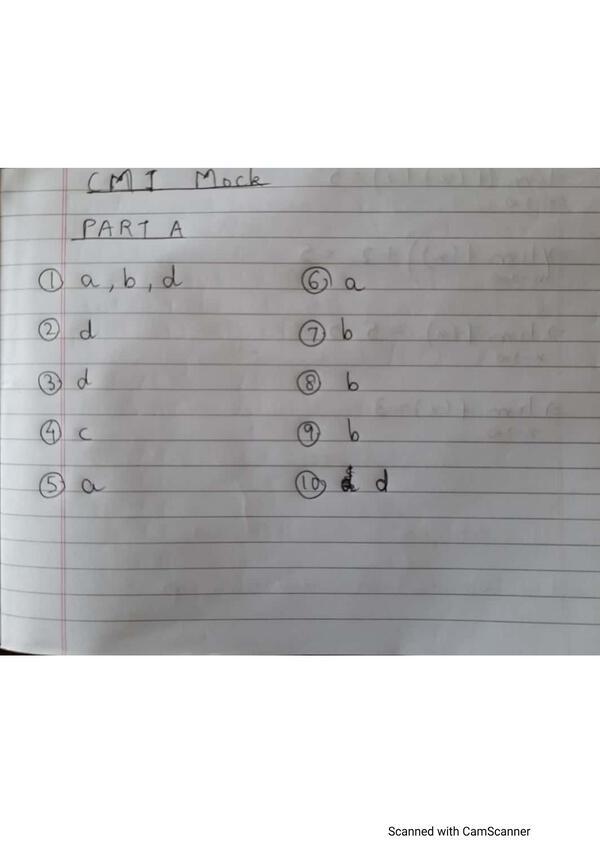 CMI Mock
PART A
① a, b, d
② d
③ d
④ c
⑤ a
⑥ a
⑦ b
⑧ b
⑨ b
⑩ d
Scanned with CamScanner